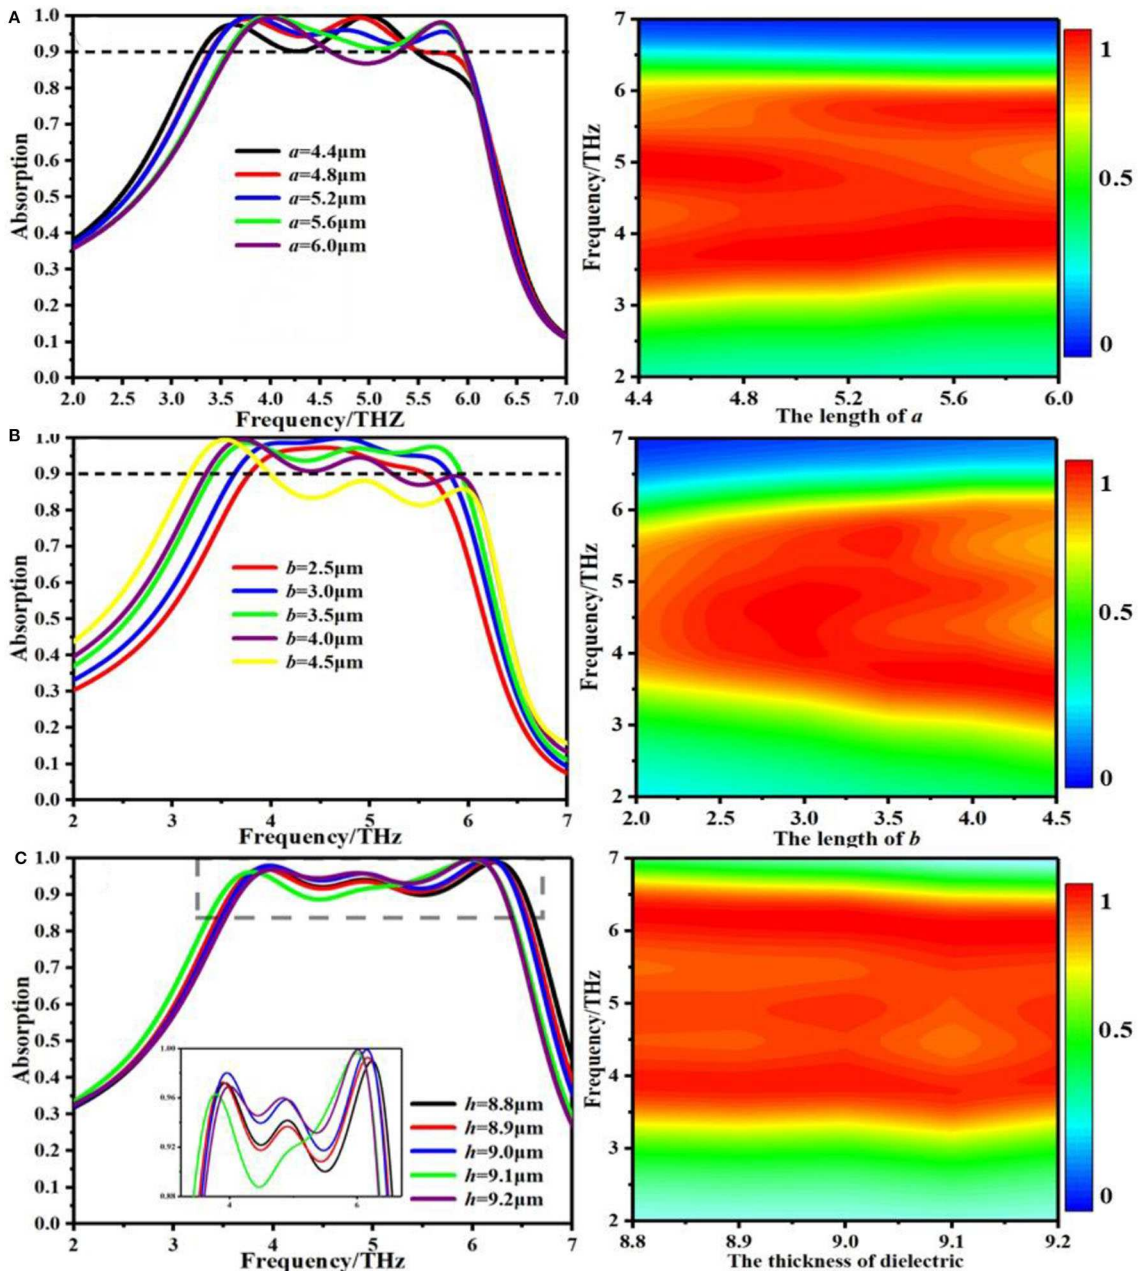 A
1.0
0.9
0.8
0.7
0.6
0.5
0.4
0.3
0.2
0.1
0.0
Absorption
a=4.4μm
a=4.8μm
a=5.2μm
a=5.6μm
a=6.0μm
2.0 2.5 3.0 3.5 4.0 4.5 5.0 5.5 6.0 6.5 7.0
Frequency/THZ
7
6
5
4
3
2
Frequency/THz
4.4 4.8 5.2 5.6 6.0
The length of a
1
0.5
0
B
1.0
0.9
0.8
0.7
0.6
0.5
0.4
0.3
0.2
0.1
0.0
Absorption
b=2.5μm
b=3.0μm
b=3.5μm
b=4.0μm
b=4.5μm
2 3 4 5 6 7
Frequency/THz
7
6
5
4
3
2
Frequency/THz
2.0 2.5 3.0 3.5 4.0 4.5
The length of b
1
0.5
0
C
1.0
0.9
0.8
0.7
0.6
0.5
0.4
0.3
0.2
0.1
0.0
Absorption
1.00
0.96
0.92
0.88
4 6
h=8.8μm
h=8.9μm
h=9.0μm
h=9.1μm
h=9.2μm
2 3 4 5 6 7
Frequency/THz
7
6
5
4
3
2
Frequency/THz
8.8 8.9 9.0 9.1 9.2
The thickness of dielectric
1
0.5
0